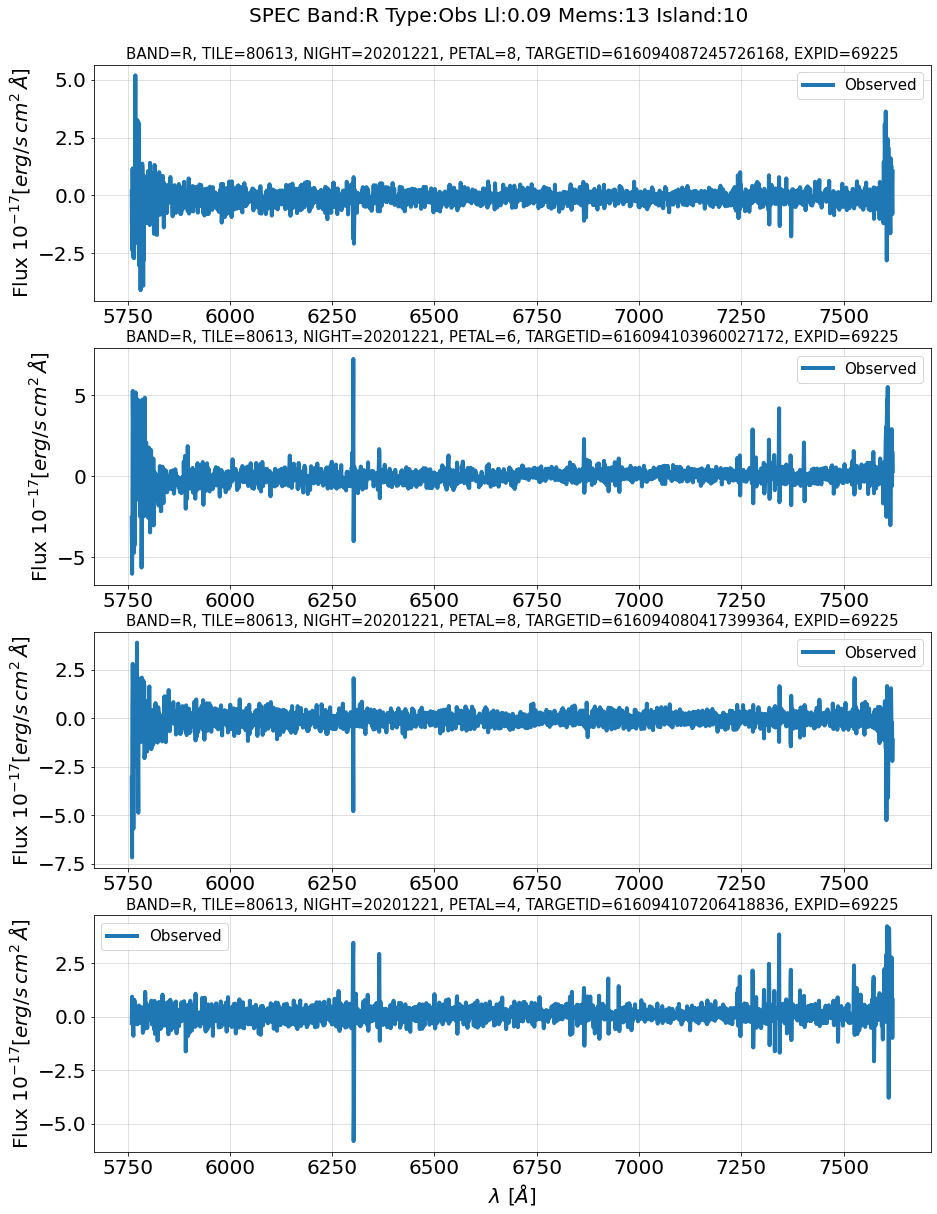 SPEC Band:R Type:Obs Ll:0.09 Mems:13 Island:10
BAND=R, TILE=80613, NIGHT=20201221, PETAL=8, TARGETID=616094087245726168, EXPID=69225
Flux 10^{-17}[erg/s cm^2 Å]
5.0
2.5
0.0
−2.5
Observed
5750 6000 6250 6500 6750 7000 7250 7500
BAND=R, TILE=80613, NIGHT=20201221, PETAL=6, TARGETID=616094103960027172, EXPID=69225
Flux 10^{-17}[erg/s cm^2 Å]
5
0
−5
Observed
5750 6000 6250 6500 6750 7000 7250 7500
BAND=R, TILE=80613, NIGHT=20201221, PETAL=8, TARGETID=616094080417399364, EXPID=69225
Flux 10^{-17}[erg/s cm^2 Å]
2.5
0.0
−2.5
−5.0
−7.5
Observed
5750 6000 6250 6500 6750 7000 7250 7500
BAND=R, TILE=80613, NIGHT=20201221, PETAL=4, TARGETID=616094107206418836, EXPID=69225
Flux 10^{-17}[erg/s cm^2 Å]
2.5
0.0
−2.5
−5.0
Observed
5750 6000 6250 6500 6750 7000 7250 7500
λ [Å]